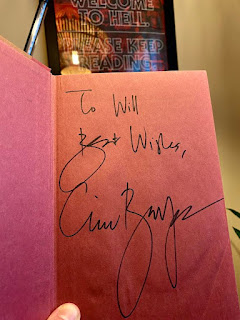 WELCOME
TO HELL.
PLEASE KEEP
READING.
To Will
Best Wishes,